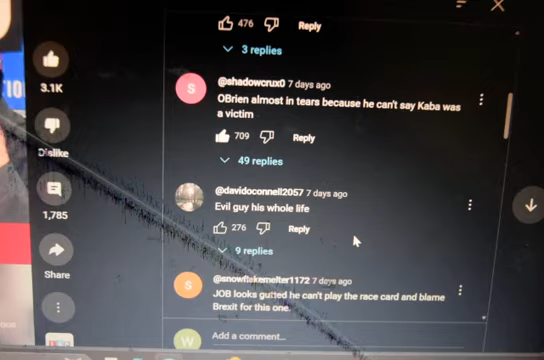 476 Reply
3 replies
@shadowcrux0 7 days ago
OBrien almost in tears because he can't say Kaba was
a victim
709 Reply
49 replies
@davidoconnell2057 7 days ago
Evil guy his whole life
276 Reply
9 replies
@snowflakemelter1172 7 days ago
JOB looks gutted he can't play the race card and blame
Brexit for this one.
Add a comment...
3.1K
Dislike
1,785
Share
S
S
W